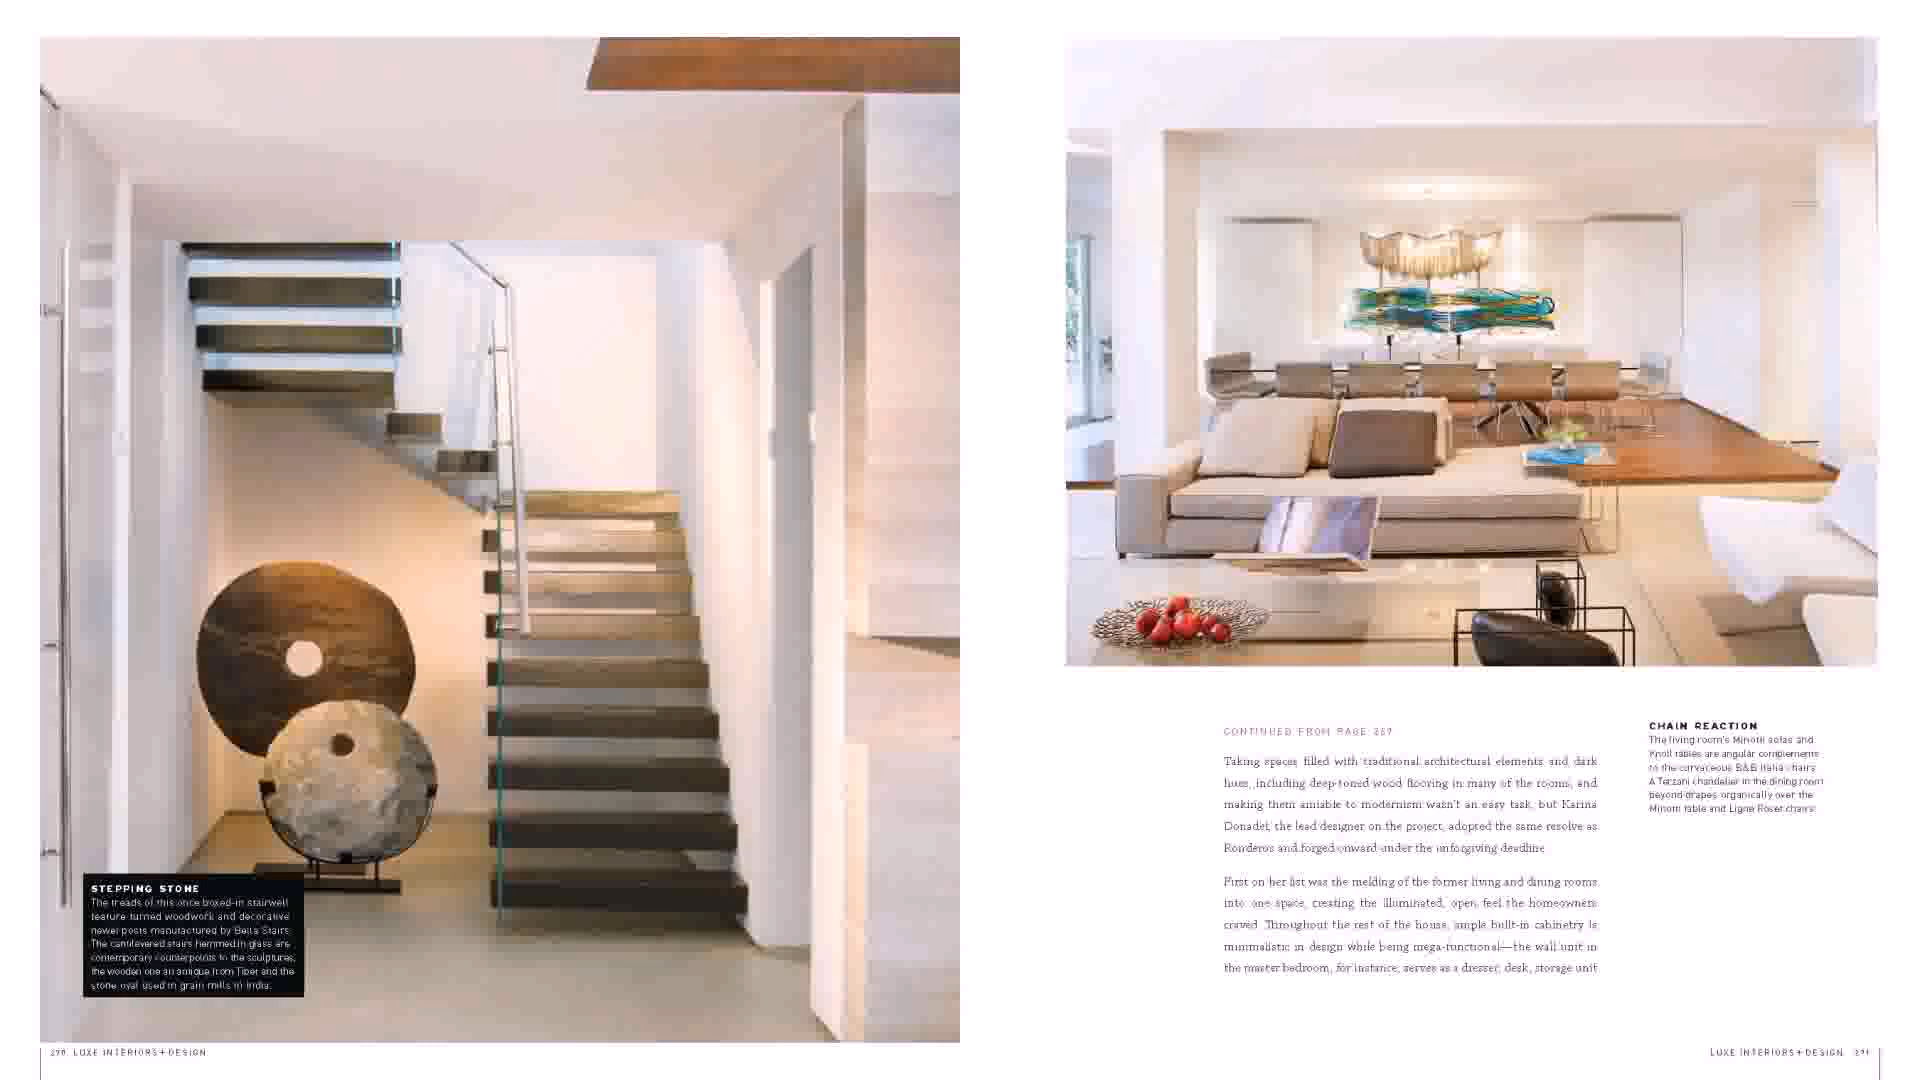 STEPPING STONE
The treads of this once boxed-in stairwell
feature turned woodwork and decorative
newel posts manufactured by Bella Stairs.
The cantilevered stairs hemmed in glass are
contemporary counterpoints to the sculptures,
the wooden one an antique from Tibet and the
stone oval used in grain mills in India.
LUXE INTERIORS+DESIGN
CONTINUED FROM PAGE 267
Taking spaces filled with traditional architectural elements and dark
hues, including deep-toned wood flooring in many of the rooms, and
making them amiable to modernism wasn't an easy task, but Karina
Donadel, the lead designer on the project, adopted the same resolve as
Ronderos and forged onward under the unforgiving deadline.
First on her list was the melding of the former living and dining rooms
into one space, creating the illuminated, open feel the homeowners
craved. Throughout the rest of the house, ample built-in cabinetry is
minimalistic in design while being mega-functional—the wall unit in
the master bedroom, for instance, serves as a dresser, desk, storage unit
CHAIN REACTION
The living room's Minotti sofas and
Knoll tables are angular complements
to the curvaceous B&B Italia chairs.
A Terzani chandelier in the dining room
beyond drapes organically over the
Minotti table and Ligne Roset chairs.
LUXE INTERIORS+DESIGN